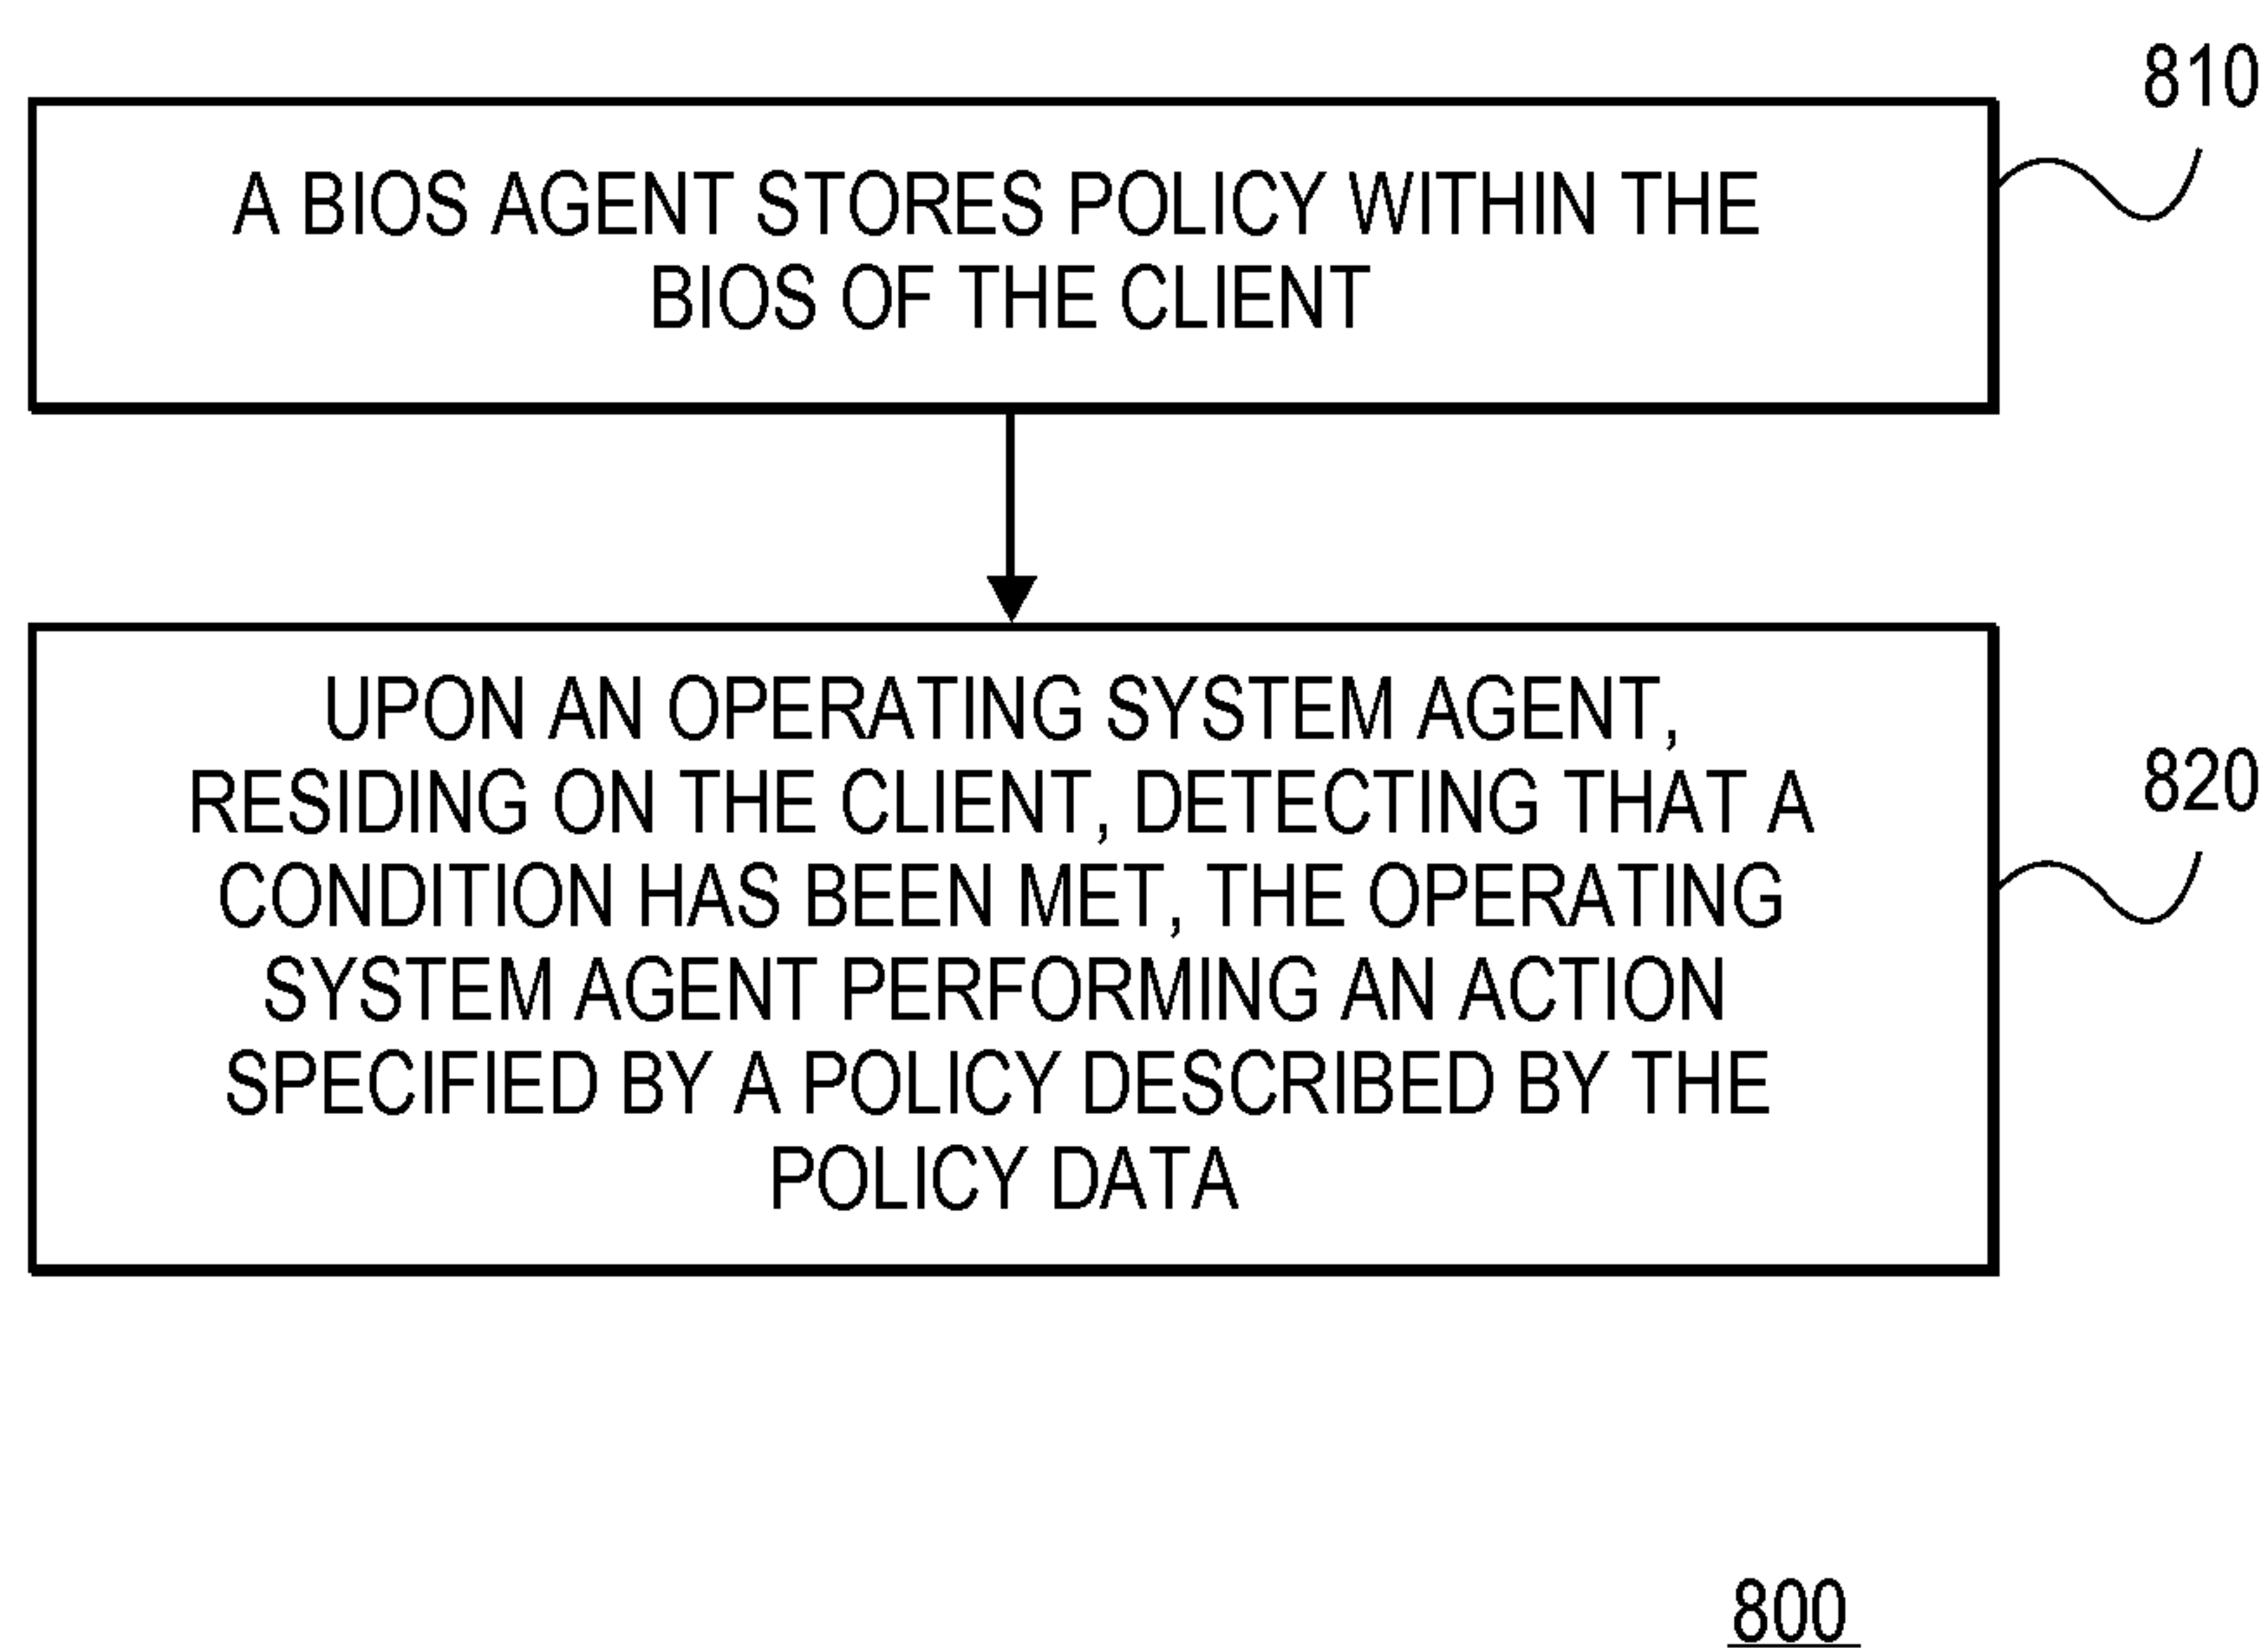 810
A BIOS AGENT STORES POLICY WITHIN THE
BIOS OF THE CLIENT
UPON AN OPERATING SYSTEM AGENT,
RESIDING ON THE CLIENT, DETECTING THAT A
CONDITION HAS BEEN MET, THE OPERATING
SYSTEM AGENT PERFORMING AN ACTION
SPECIFIED BY A POLICY DESCRIBED BY THE
POLICY DATA
820
800